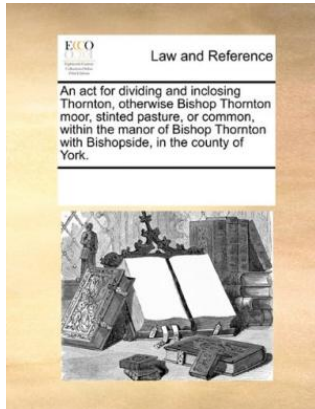 ECCO
Law and Reference
An act for dividing and inclosing
Thornton, otherwise Bishop Thornton
moor, stinted pasture, or common,
within the manor of Bishop Thornton
with Bishopside, in the county of
York.